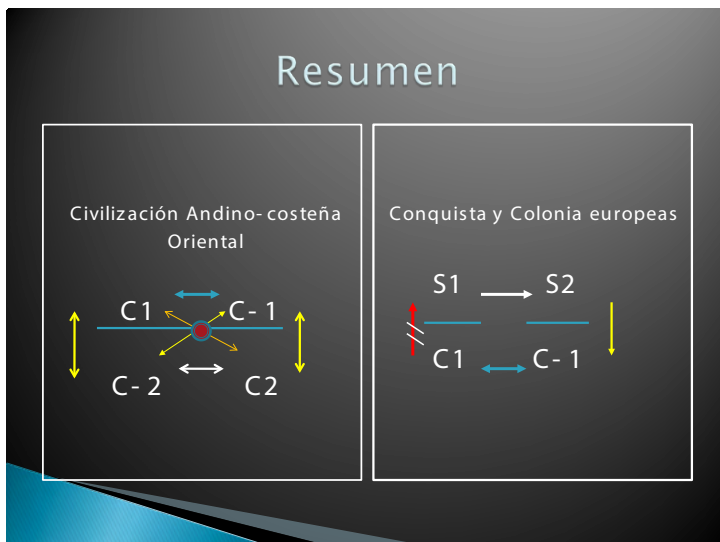 Resumen
Civilización Andino-costeña
Oriental
C1 C-1
C-2 C2
Conquista y Colonia europeas
S1 S2
C1 C-1